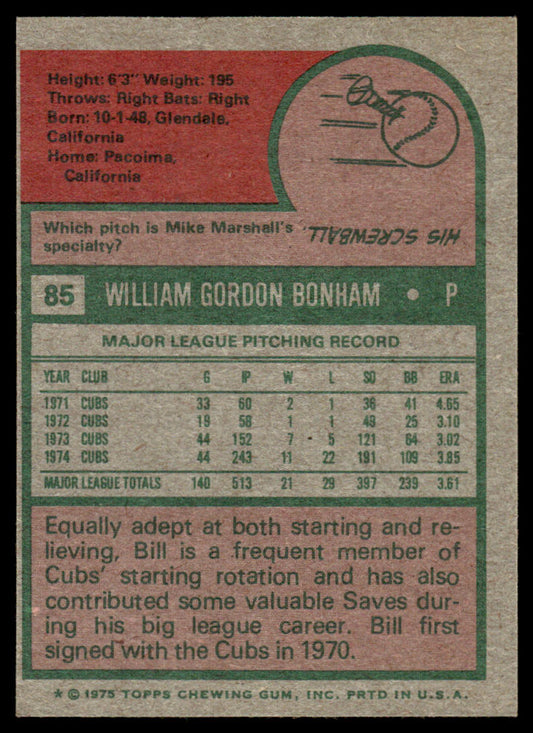 Height: 6'3" Weight: 195
Throws: Right Bats: Right
Born: 10-1-48, Glendale,
California
Home: Pacoima,
California
Which pitch is Mike Marshall's
specialty?
HIS SCREWBALL.
85 WILLIAM GORDON BONHAM • P
MAJOR LEAGUE PITCHING RECORD
YEAR CLUB G IP W L SO BB ERA
1971 CUBS 33 60 2 1 36 41 4.65
1972 CUBS 19 58 1 1 49 25 3.10
1973 CUBS 44 152 7 5 121 64 3.02
1974 CUBS 44 243 11 22 191 109 3.85
MAJOR LEAGUE TOTALS 140 513 21 29 397 239 3.61
Equally adept at both starting and re-
lieving, Bill is a frequent member of
Cubs' starting rotation and has also
contributed some valuable Saves dur-
ing his big league career. Bill first
signed with the Cubs in 1970.
* © 1975 TOPPS CHEWING GUM, INC. PRTD IN U.S.A.